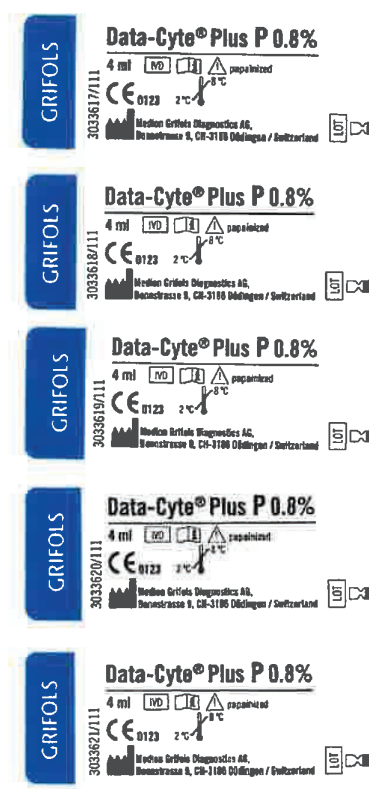 GRIFOLS
3033617/111
Data-Cyte® Plus P 0.8%
4 ml IVD papainized
CE 0123 2 °C 8 °C
Medion Grifols Diagnostics AG,
Bonnstrasse 9, CH-3186 Düdingen / Switzerland
LOT
GRIFOLS
3033618/111
Data-Cyte® Plus P 0.8%
4 ml IVD papainized
CE 0123 2 °C 8 °C
Medion Grifols Diagnostics AG,
Bonnstrasse 9, CH-3186 Düdingen / Switzerland
LOT
GRIFOLS
3033619/111
Data-Cyte® Plus P 0.8%
4 ml IVD papainized
CE 0123 2 °C 8 °C
Medion Grifols Diagnostics AG,
Bonnstrasse 9, CH-3186 Düdingen / Switzerland
LOT
GRIFOLS
3033620/111
Data-Cyte® Plus P 0.8%
4 ml IVD papainized
CE 0123 2 °C 8 °C
Medion Grifols Diagnostics AG,
Bonnstrasse 9, CH-3186 Düdingen / Switzerland
LOT
GRIFOLS
3033621/111
Data-Cyte® Plus P 0.8%
4 ml IVD papainized
CE 0123 2 °C 8 °C
Medion Grifols Diagnostics AG,
Bonnstrasse 9, CH-3186 Düdingen / Switzerland
LOT